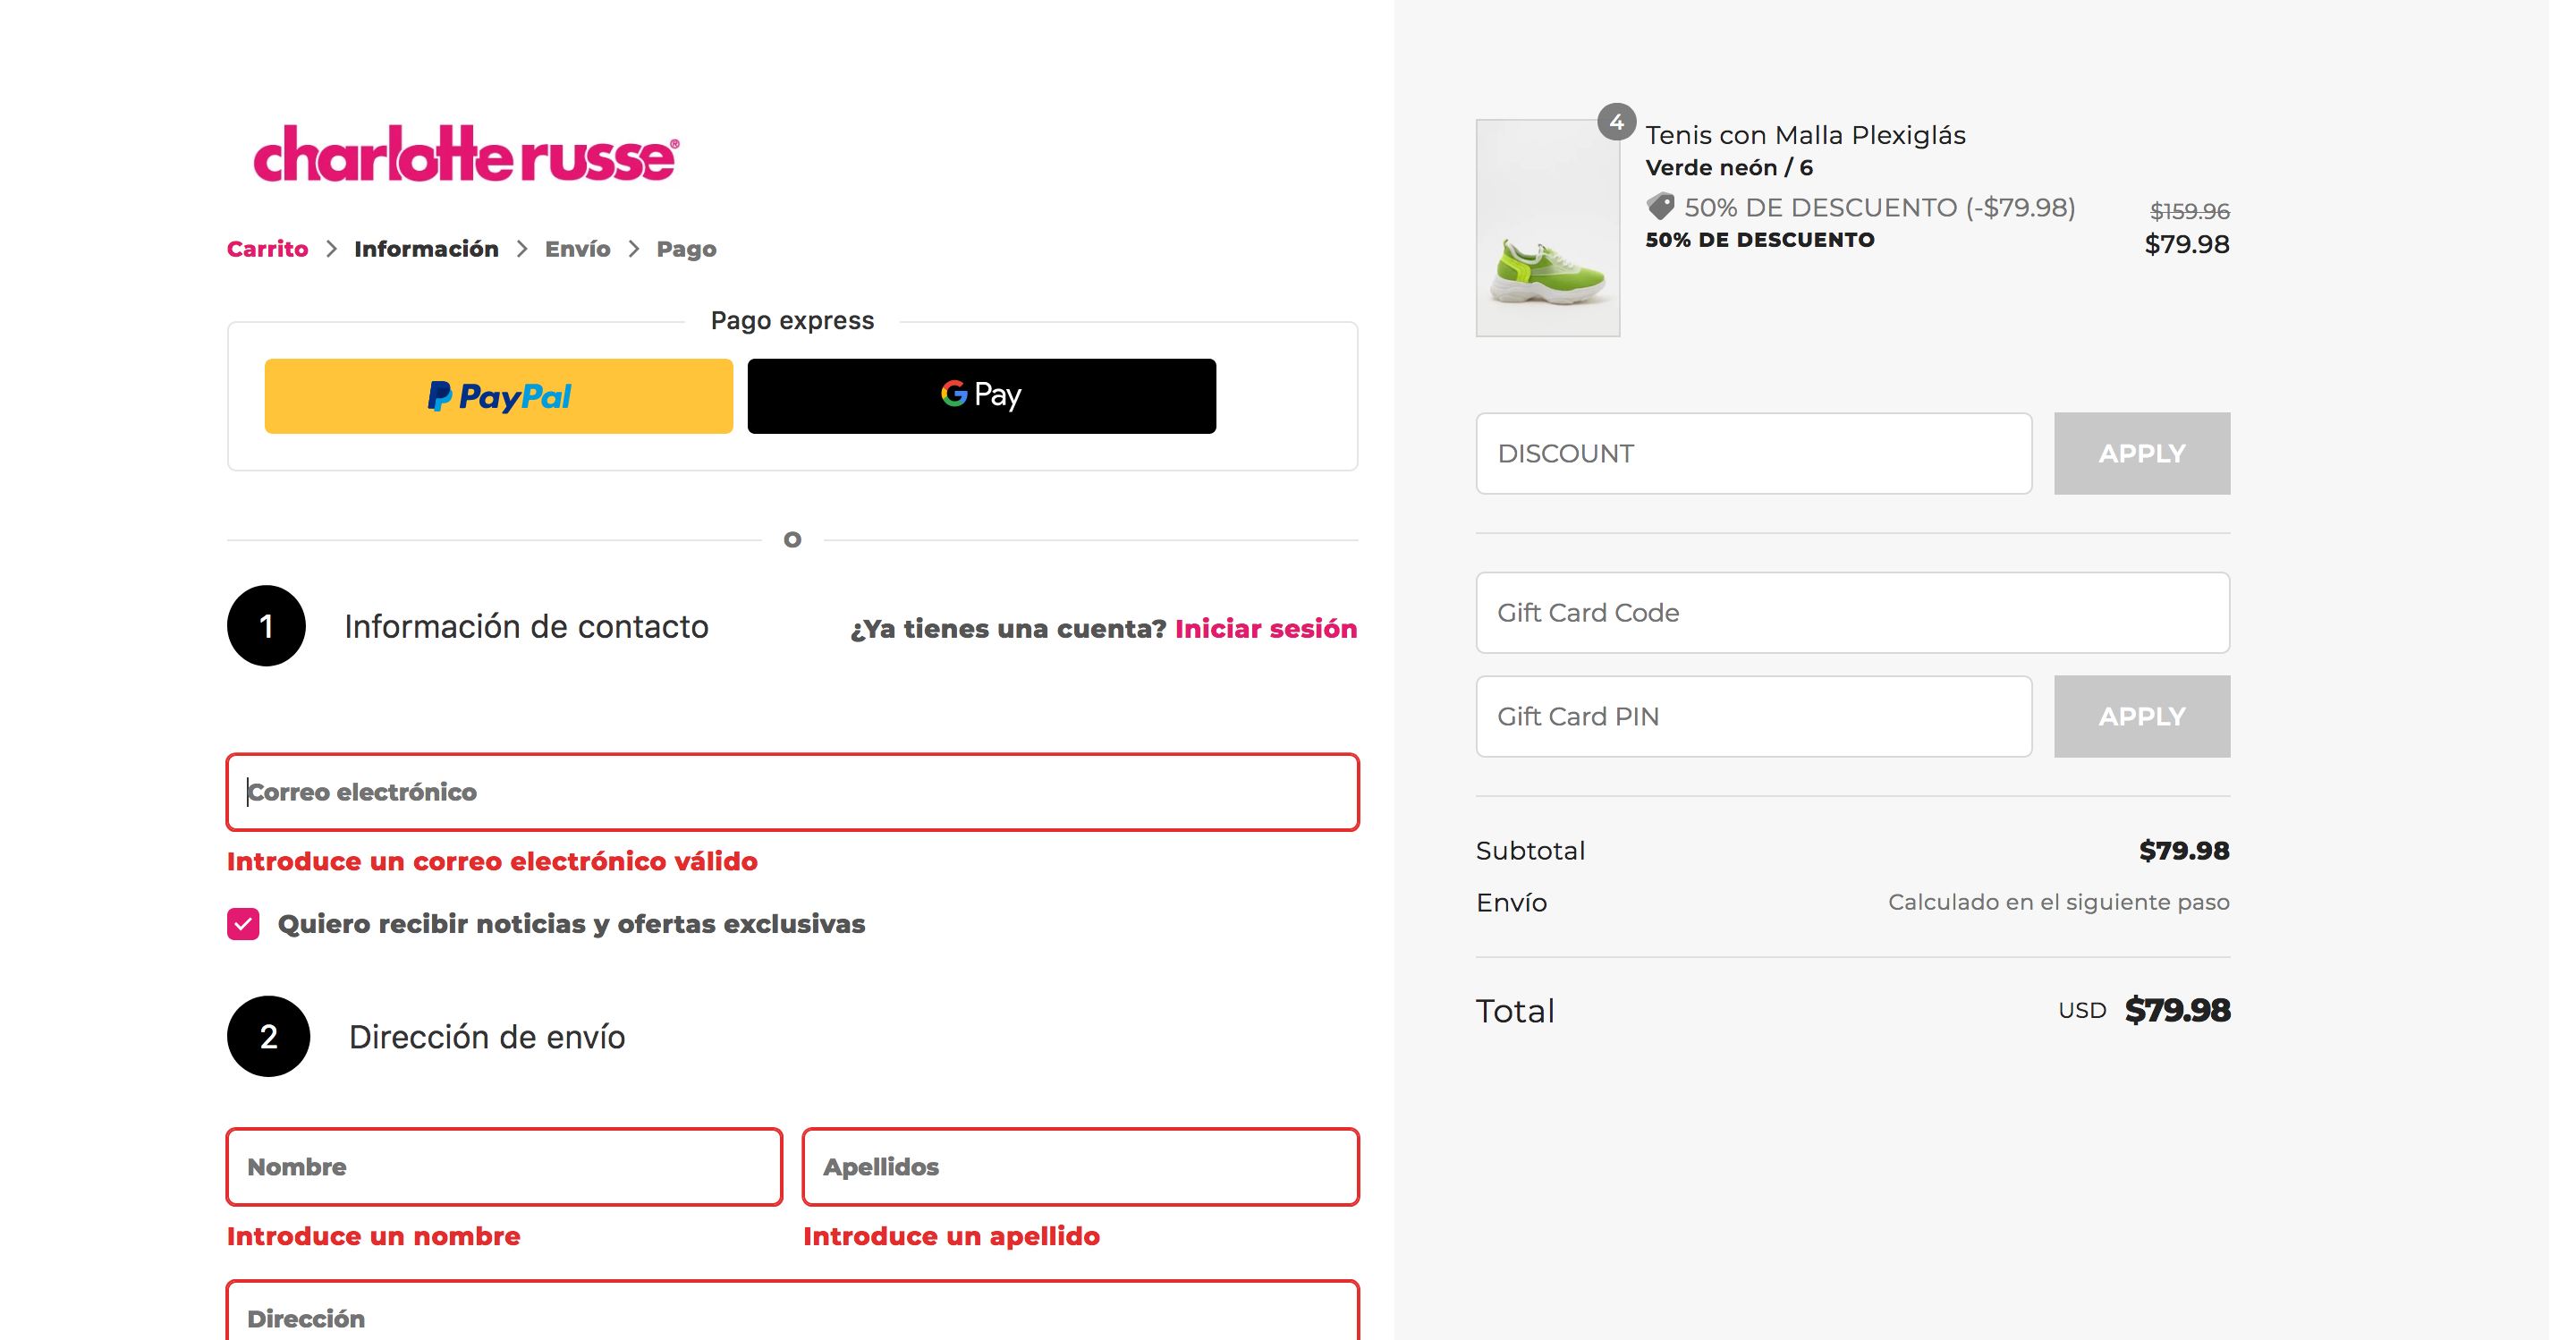 charlotte russe®
Carrito > Información > Envío > Pago
Pago express
PayPal
G Pay
O
1 Información de contacto
¿Ya tienes una cuenta? Iniciar sesión
Correo electrónico
Introduce un correo electrónico válido
Quiero recibir noticias y ofertas exclusivas
2 Dirección de envío
Nombre
Apellidos
Introduce un nombre
Introduce un apellido
Dirección
4
Tenis con Malla Plexiglás
Verde neón / 6
50% DE DESCUENTO (-$79.98)
50% DE DESCUENTO
$159.96
$79.98
DISCOUNT
APPLY
Gift Card Code
Gift Card PIN
APPLY
Subtotal $79.98
Envío Calculado en el siguiente paso
Total USD $79.98